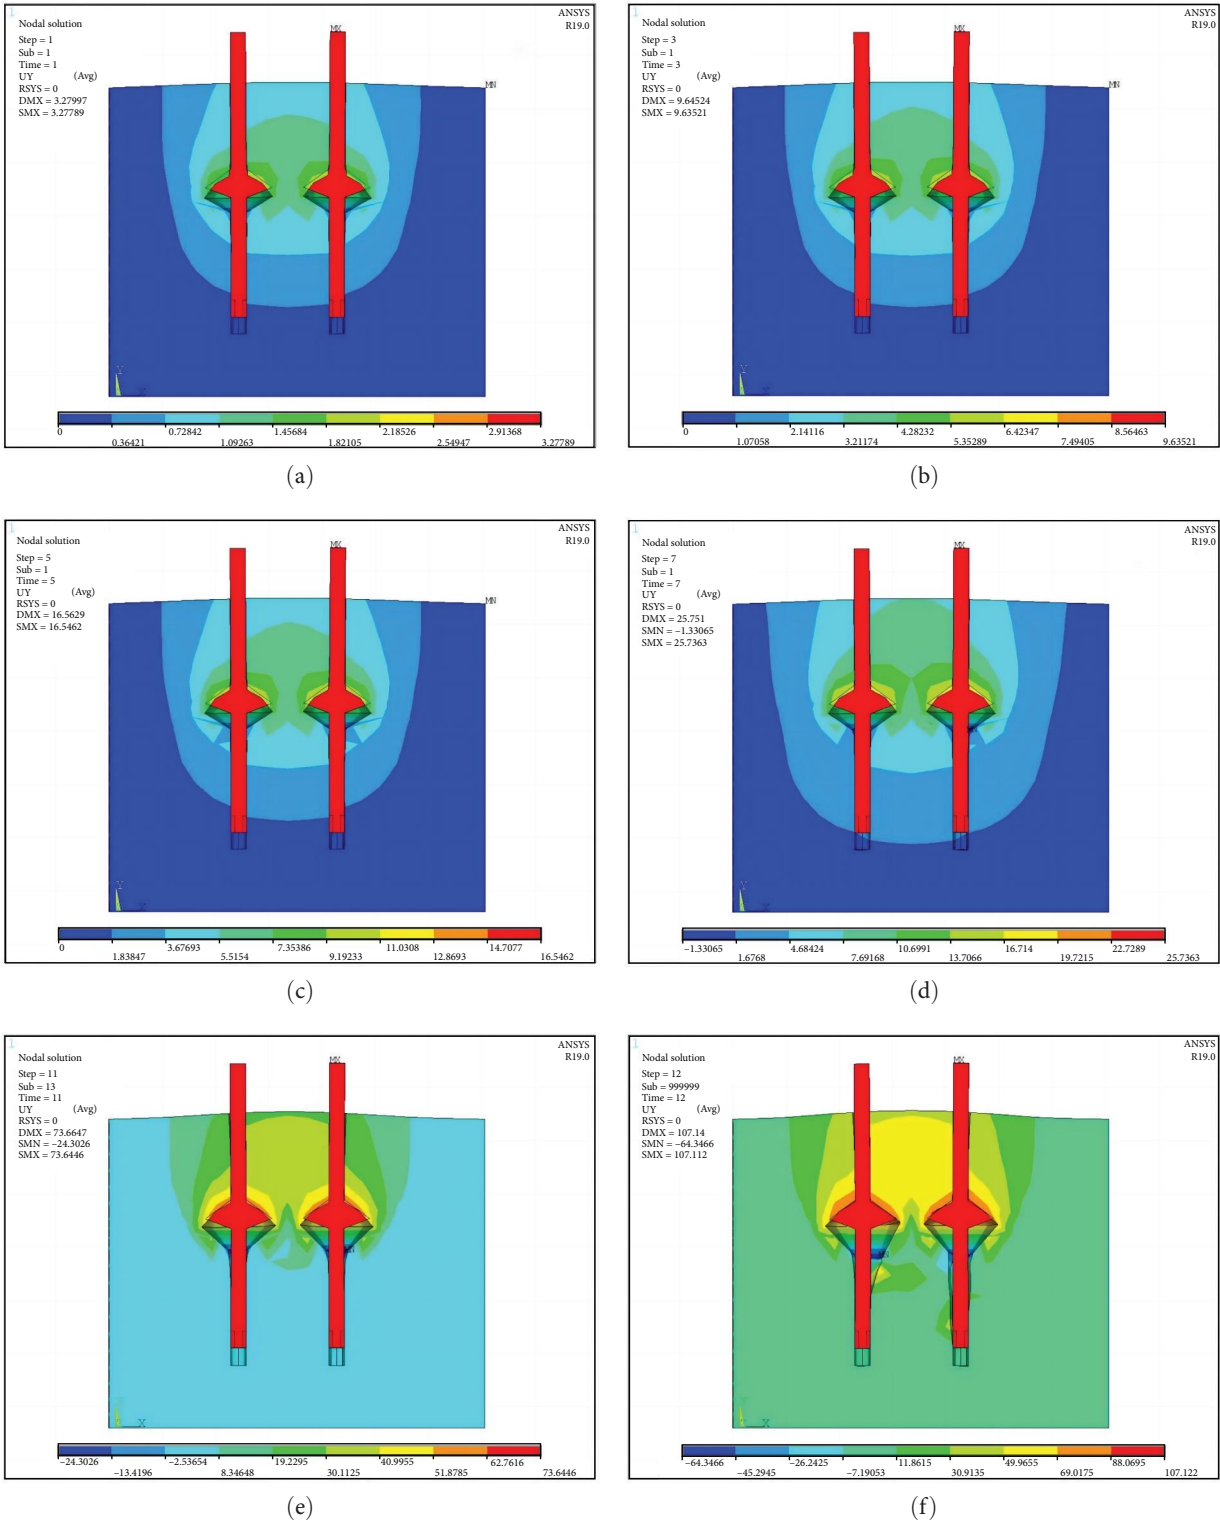 1
Nodal solution
ANSYS
R19.0
Step = 1
Sub = 1
Time = 1
UY (Avg)
RSYS = 0
DMX = 3.27997
SMX = 3.27789
MX
MN
Y
X
0 0.72842 1.45684 2.18526 2.91368
0.36421 1.09263 1.82105 2.54947 3.27789
(a)
1
Nodal solution
ANSYS
R19.0
Step = 3
Sub = 1
Time = 3
UY (Avg)
RSYS = 0
DMX = 9.64524
SMX = 9.63521
MX
MN
Y
X
0 2.14116 4.28232 6.42347 8.56463
1.07058 3.21174 5.35289 7.49405 9.63521
(b)
1
Nodal solution
ANSYS
R19.0
Step = 5
Sub = 1
Time = 5
UY (Avg)
RSYS = 0
DMX = 16.5629
SMX = 16.5462
MX
MN
Y
X
0 3.67693 7.35386 11.0308 14.7077
1.83847 5.5154 9.19233 12.8693 16.5462
(c)
1
Nodal solution
ANSYS
R19.0
Step = 7
Sub = 1
Time = 7
UY (Avg)
RSYS = 0
DMX = 25.751
SMN = −1.33065
SMX = 25.7363
MX
Y
X
−1.33065 4.68424 10.6991 16.714 22.7289
1.6768 7.69168 13.7066 19.7215 25.7363
(d)
1
Nodal solution
ANSYS
R19.0
Step = 11
Sub = 13
Time = 11
UY (Avg)
RSYS = 0
DMX = 73.6647
SMN = −24.3026
SMX = 73.6446
MX
X
−24.3026 −2.53654 19.2295 40.9955 62.7616
−13.4196 8.34648 30.1125 51.8785 73.6446
(e)
1
Nodal solution
ANSYS
R19.0
Step = 12
Sub = 999999
Time = 12
UY (Avg)
RSYS = 0
DMX = 107.14
SMN = −64.3466
SMX = 107.112
MX
X
−64.3466 −26.2425 11.8615 49.9655 88.0695
−45.2945 −7.19053 30.9135 69.0175 107.122
(f)